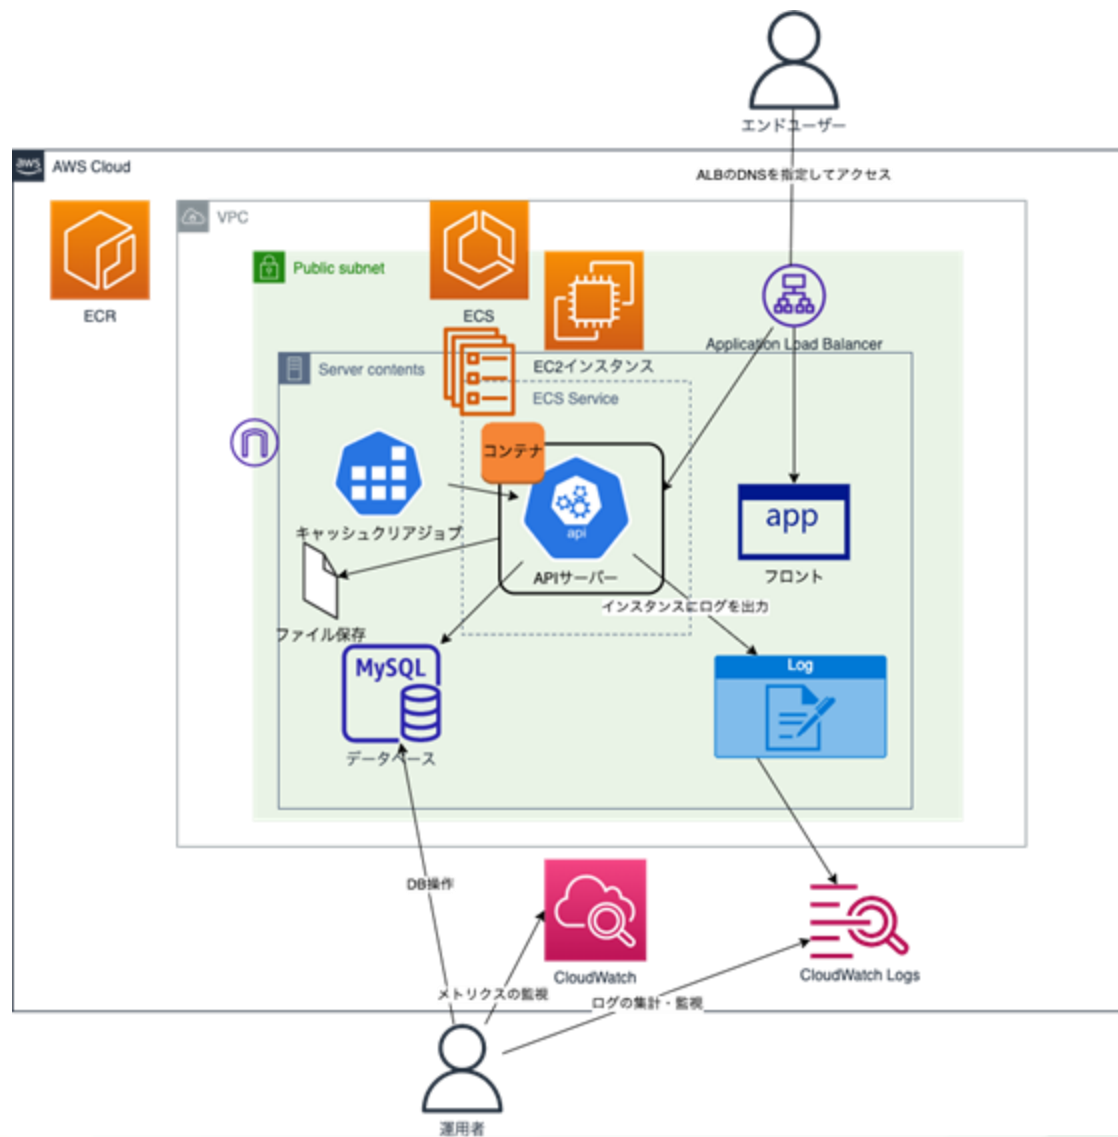 エンドユーザー
aws
AWS Cloud
ALBのDNSを指定してアクセス
VPC
Public subnet
ECR
ECS
Application Load Balancer
EC2インスタンス
Server contents
ECS Service
コンテナ
app
api
キャッシュクリアジョブ
APIサーバー
フロント
インスタンスにログを出力
ファイル保存
MySQL
Log
データベース
DB操作
CloudWatch
CloudWatch Logs
メトリクスの監視
ログの集計・監視
運用者